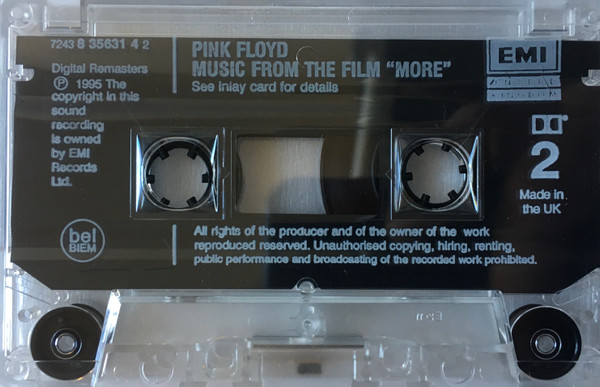 7243 8 35631 4 2
PINK FLOYD
MUSIC FROM THE FILM “MORE”
See inlay card for details
EMI
Digital Remasters
Ⓟ 1995 The
copyright in this
sound
recording
is owned
by EMI
Records
Ltd.
2
Made in
the UK
bel
BIEM
All rights of the producer and of the owner of the work
reproduced reserved. Unauthorised copying, hiring, renting,
public performance and broadcasting of the recorded work prohibited.